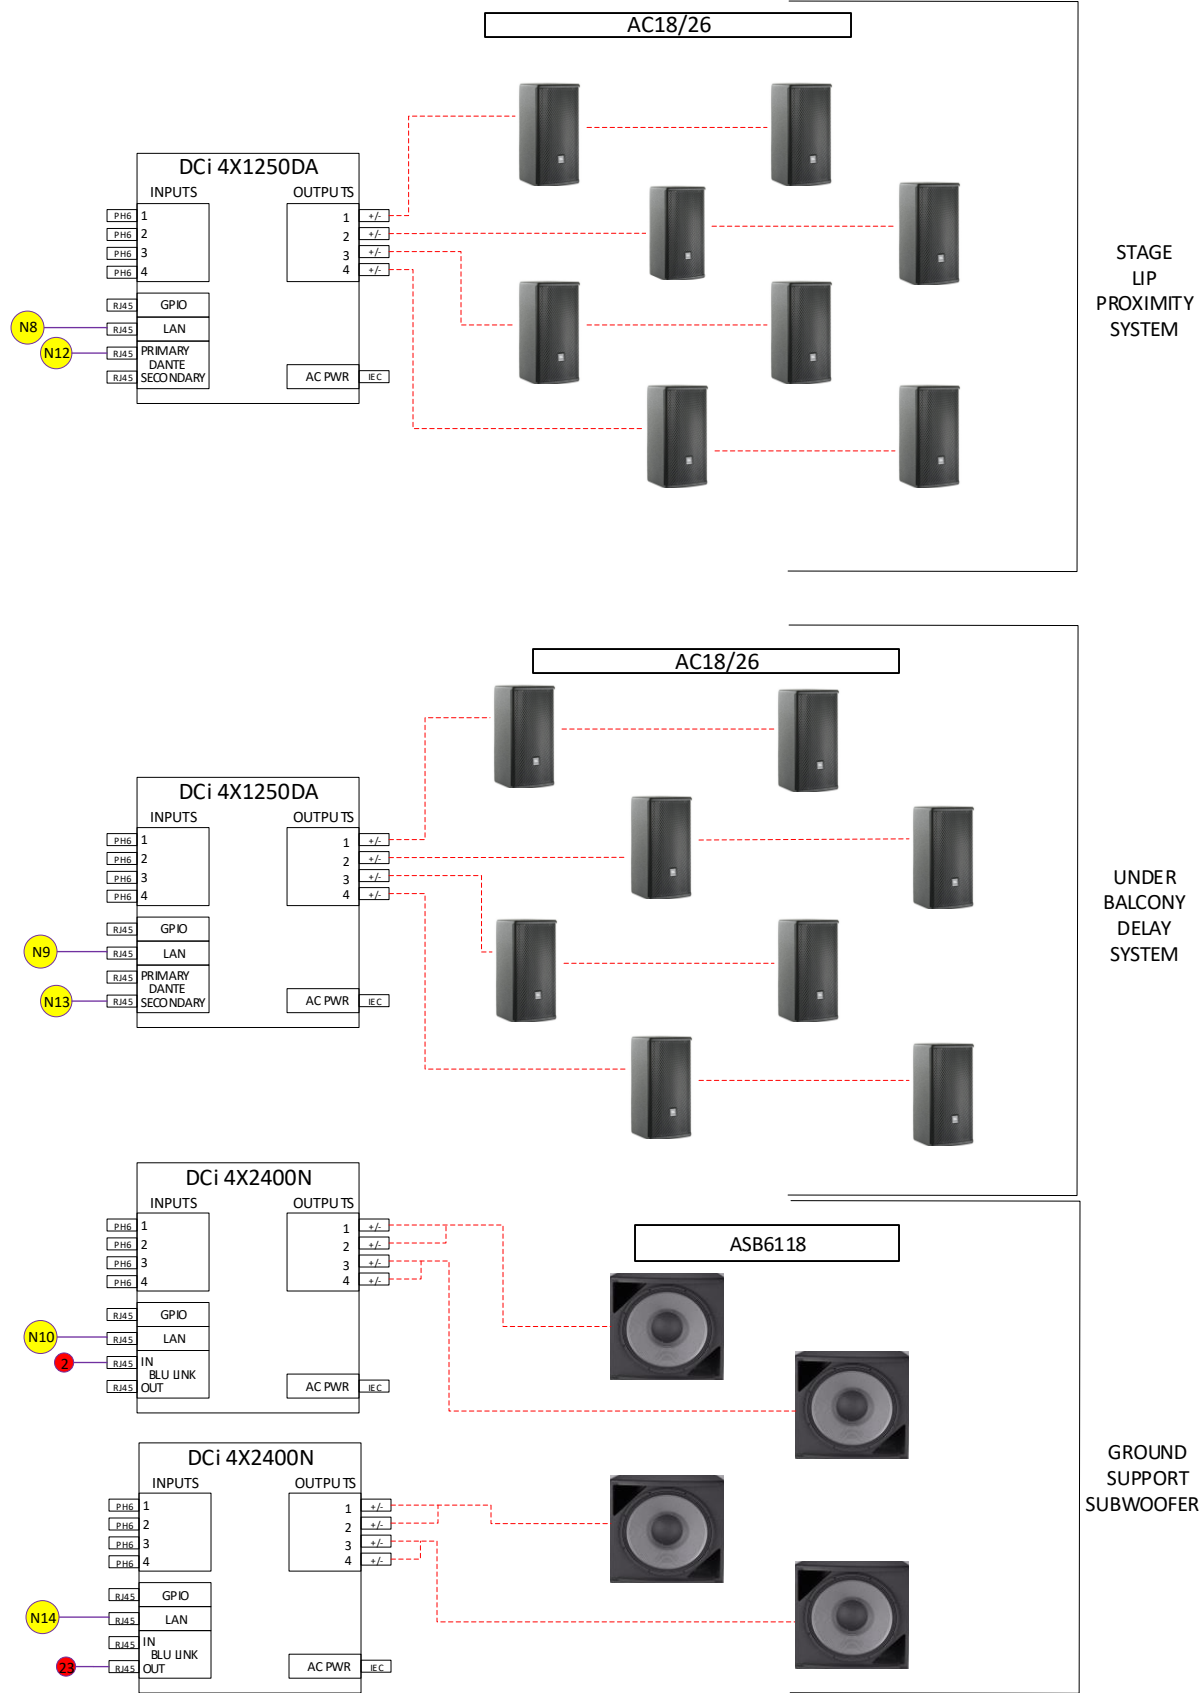 AC18/26
DCi 4X1250DA
INPUTS OUTPUTS
PH6 1 1 +/-
PH6 2 2 +/-
PH6 3 3 +/-
PH6 4 4 +/-
RJ45 GPIO
N8 RJ45 LAN
N12 RJ45 PRIMARY
DANTE
RJ45 SECONDARY AC PWR IEC
STAGE
LIP
PROXIMITY
SYSTEM
AC18/26
DCi 4X1250DA
INPUTS OUTPUTS
PH6 1 1 +/-
PH6 2 2 +/-
PH6 3 3 +/-
PH6 4 4 +/-
RJ45 GPIO
N9 RJ45 LAN
RJ45 PRIMARY
DANTE
N13 RJ45 SECONDARY AC PWR IEC
UNDER
BALCONY
DELAY
SYSTEM
DCi 4X2400N
INPUTS OUTPUTS
PH6 1 1 +/-
PH6 2 2 +/-
PH6 3 3 +/-
PH6 4 4 +/-
RJ45 GPIO
N10 RJ45 LAN
2 RJ45 IN
BLU LINK
RJ45 OUT AC PWR IEC
ASB6118
DCi 4X2400N
INPUTS OUTPUTS
PH6 1 1 +/-
PH6 2 2 +/-
PH6 3 3 +/-
PH6 4 4 +/-
RJ45 GPIO
N14 RJ45 LAN
RJ45 IN
BLU LINK
23 RJ45 OUT AC PWR IEC
GROUND
SUPPORT
SUBWOOFER